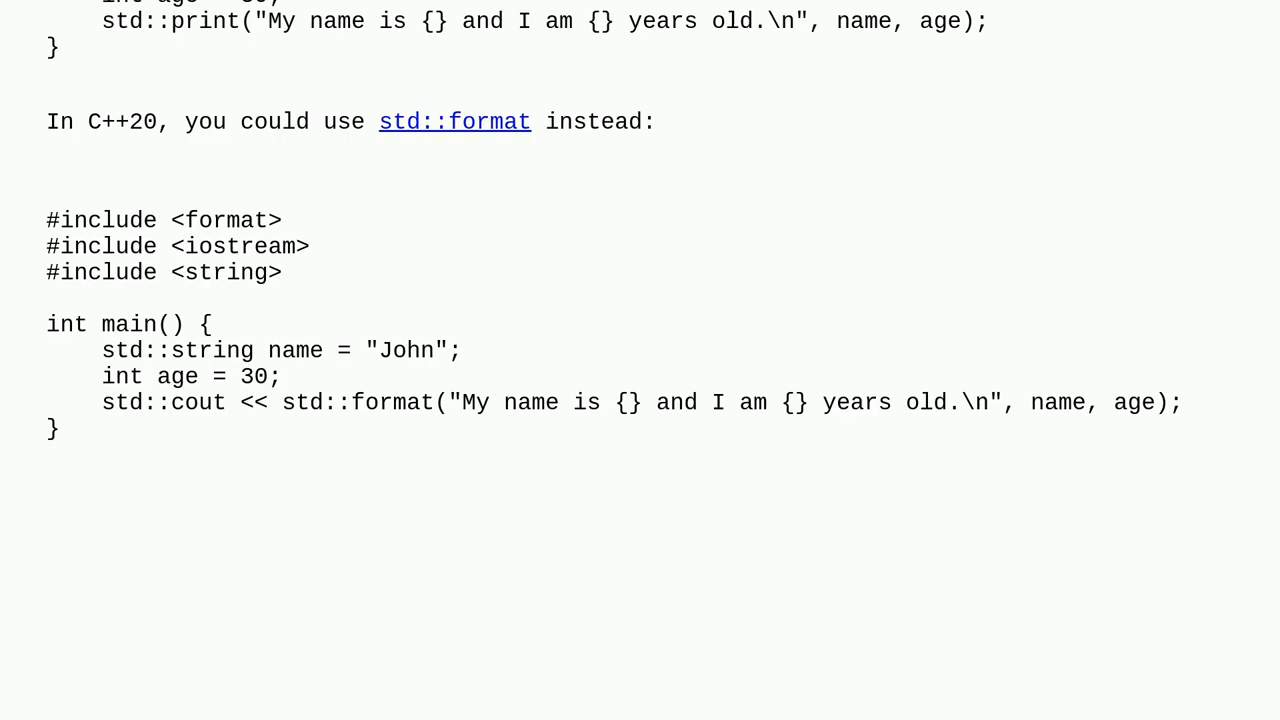 std::print("My name is {} and I am {} years old.\n", name, age);
}
In C++20, you could use std::format instead:
#include <format>
#include <iostream>
#include <string>
int main() {
    std::string name = "John";
    int age = 30;
    std::cout << std::format("My name is {} and I am {} years old.\n", name, age);
}